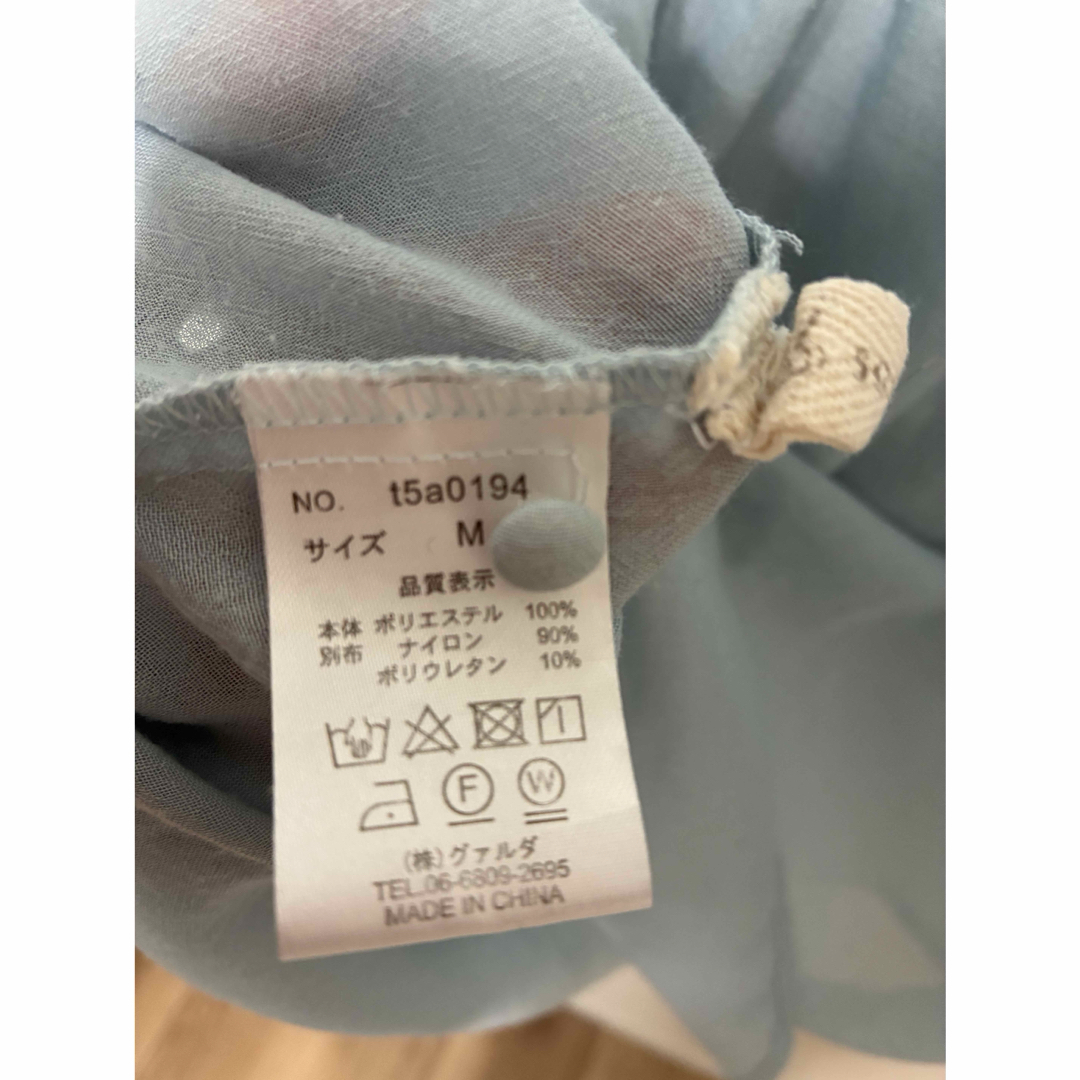 NO. t5a0194
サイズ M
品質表示
本体 ポリエステル 100%
別布 ナイロン 90%
ポリウレタン 10%
F W
(株)グァルダ
TEL.06-6809-2695
MADE IN CHINA